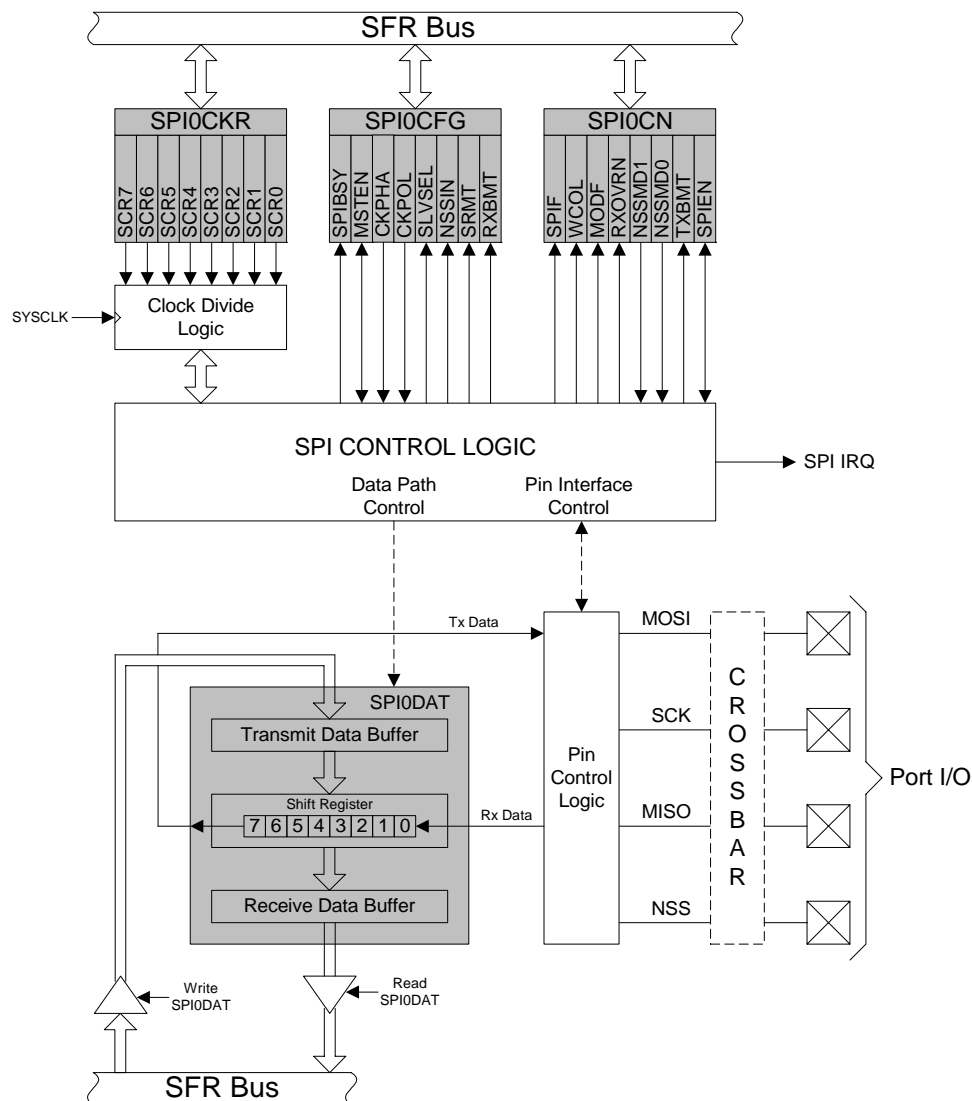 SFR Bus
SPI0CKR
SPI0CFG
SPI0CN
SCR7
SCR6
SCR5
SCR4
SCR3
SCR2
SCR1
SCR0
SPIBSY
MSTEN
CKPHA
CKPOL
SLVSEL
NSSIN
SRMT
RXBMT
SPIF
WCOL
MODF
RXOVRN
NSSMD1
NSSMD0
TXBMT
SPIEN
SYSCLK
Clock Divide
Logic
SPI CONTROL LOGIC
SPI IRQ
Data Path
Control
Pin Interface
Control
Tx Data
MOSI
SPI0DAT
Transmit Data Buffer
SCK
Shift Register
7 6 5 4 3 2 1 0
Rx Data
Pin
Control
Logic
MISO
CROSSBAR
Port I/O
Receive Data Buffer
NSS
Write
SPI0DAT
Read
SPI0DAT
SFR Bus